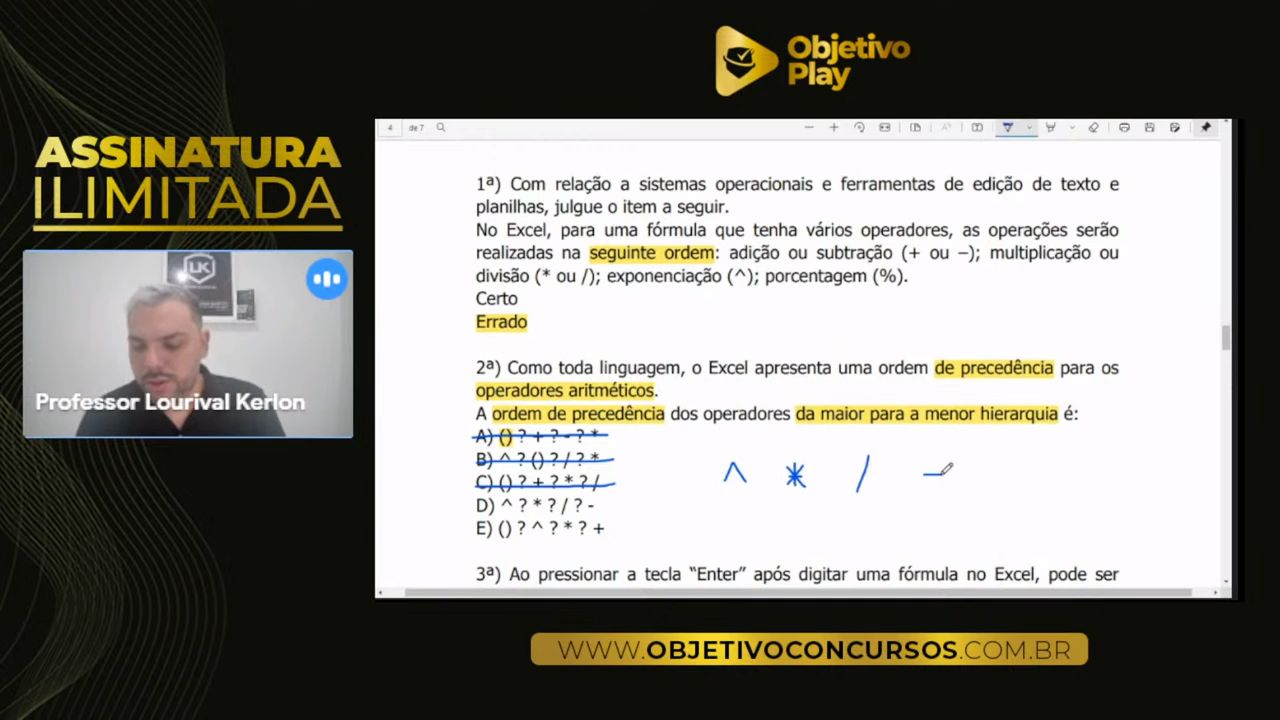 Objetivo
Play
ASSINATURA
ILIMITADA
LK
Professor Lourival Kerlon
4 de 7
1ª) Com relação a sistemas operacionais e ferramentas de edição de texto e
planilhas, julgue o item a seguir.
No Excel, para uma fórmula que tenha vários operadores, as operações serão
realizadas na seguinte ordem: adição ou subtração (+ ou –); multiplicação ou
divisão (* ou /); exponenciação (^); porcentagem (%).
Certo
Errado
2ª) Como toda linguagem, o Excel apresenta uma ordem de precedência para os
operadores aritméticos.
A ordem de precedência dos operadores da maior para a menor hierarquia é:
A) () ? + ? - ? *
B) ^ ? () ? / ? *
C) () ? + ? * ? /
D) ^ ? * ? / ? -
E) () ? ^ ? * ? +
^ * / –
3ª) Ao pressionar a tecla “Enter” após digitar uma fórmula no Excel, pode ser
WWW.OBJETIVOCONCURSOS.COM.BR